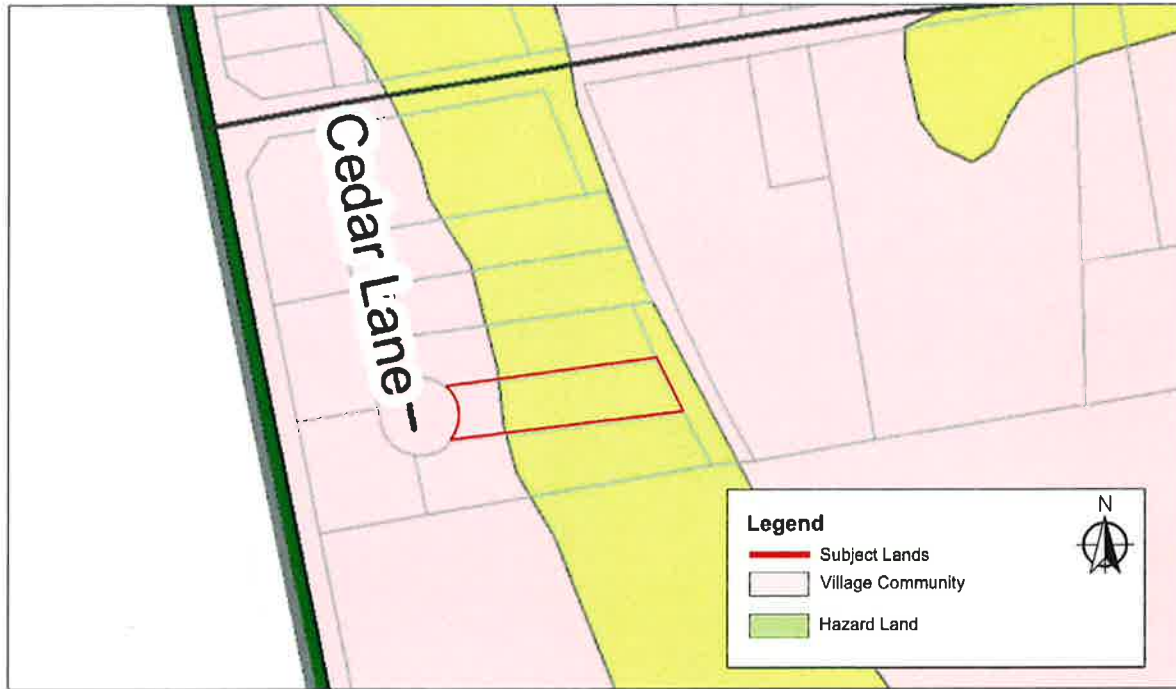 Cedar Lane
Legend
N
Subject Lands
Village Community
Hazard Land